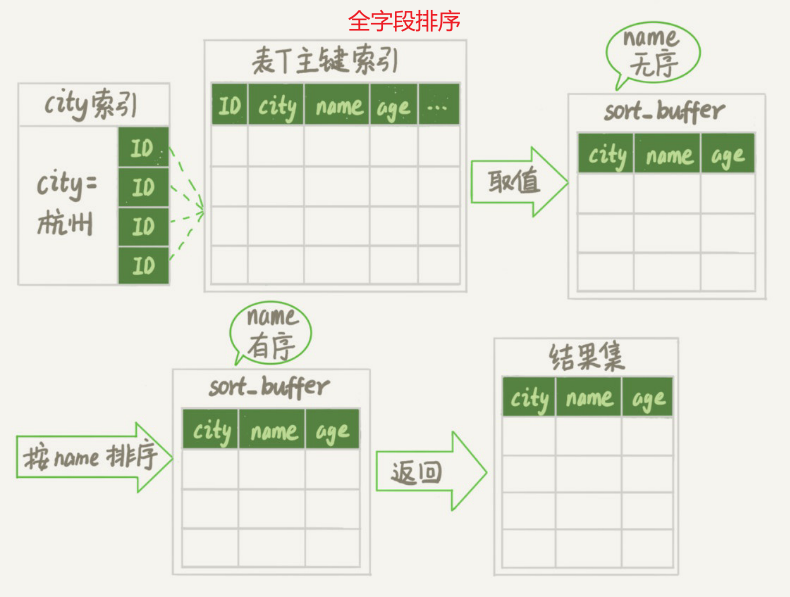 全字段排序
city索引
city=
杭州
ID
ID
ID
ID
表T主键索引
ID city name age ...
取值
name
无序
sort_buffer
city name age
按name排序
name
有序
sort_buffer
city name age
返回
结果集
city name age